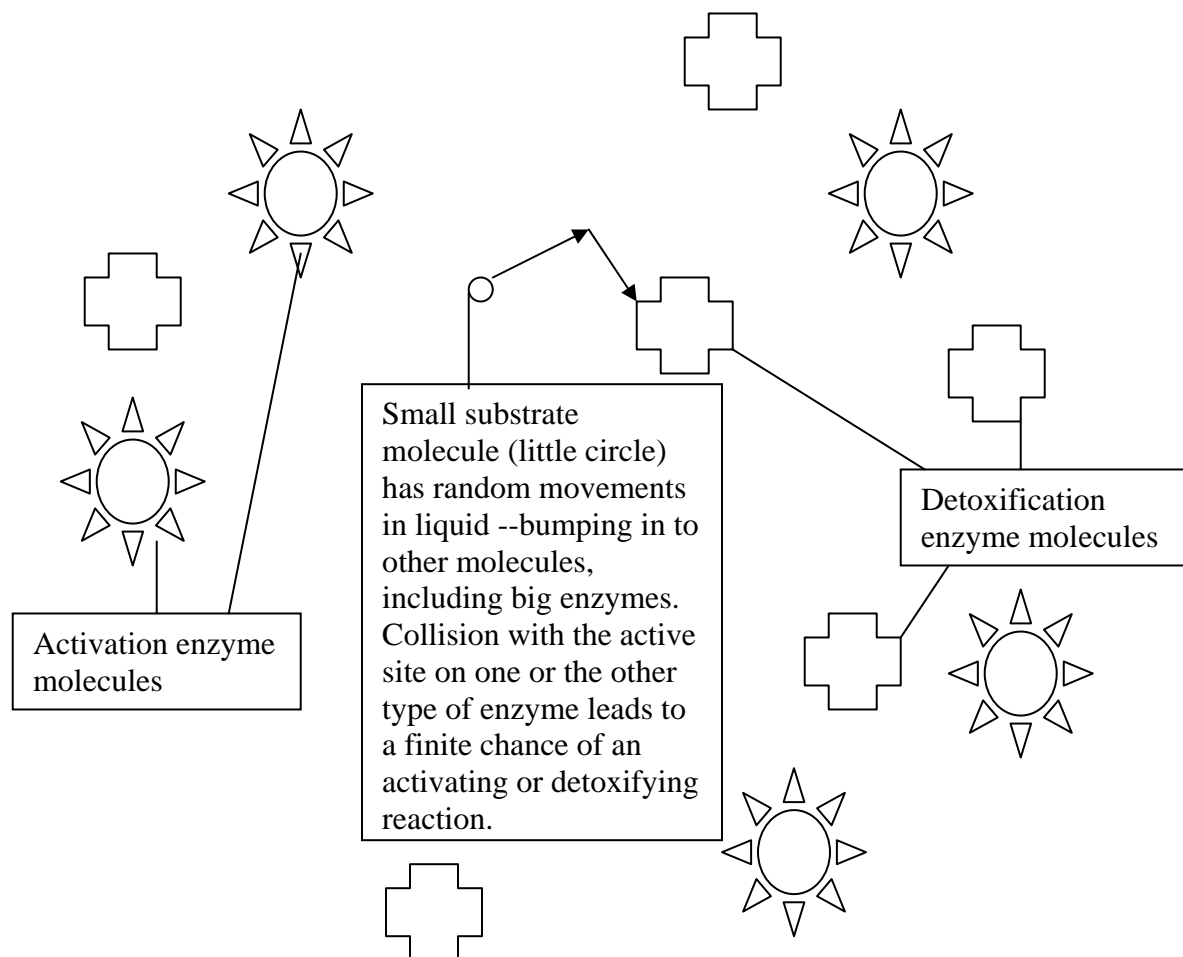 Small substrate
molecule (little circle)
has random movements
in liquid --bumping in to
other molecules,
including big enzymes.
Collision with the active
site on one or the other
type of enzyme leads to
a finite chance of an
activating or detoxifying
reaction.
Detoxification
enzyme molecules
Activation enzyme
molecules